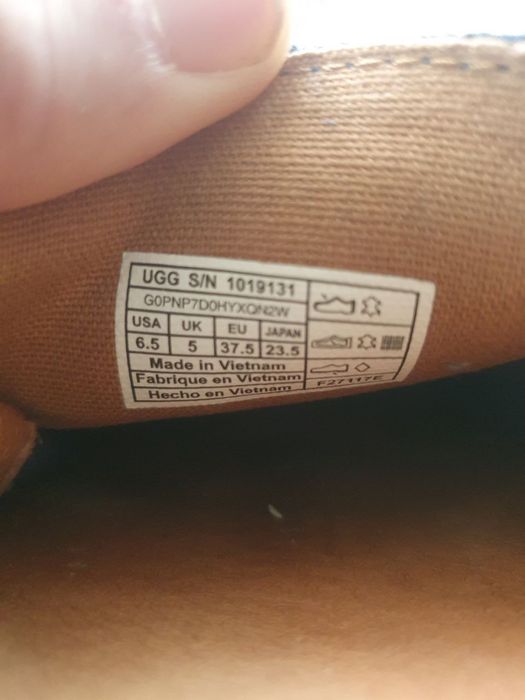 UGG S/N 1019131
G0PNP7D0HYXQN2W
USA UK EU JAPAN
6.5 5 37.5 23.5
Made in Vietnam
Fabrique en Vietnam
Hecho en Vietnam
F27117E